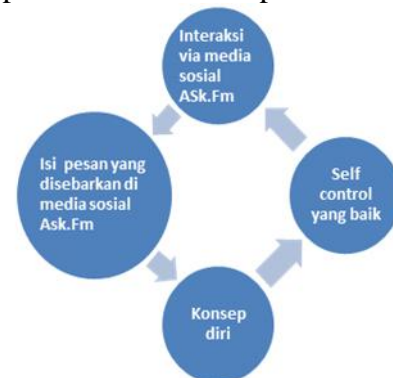 Interaksi
via media
sosial
ASk.Fm
Isi pesan yang
disebarkan di
media sosial
Ask.Fm
Self
control
yang baik
Konsep
diri